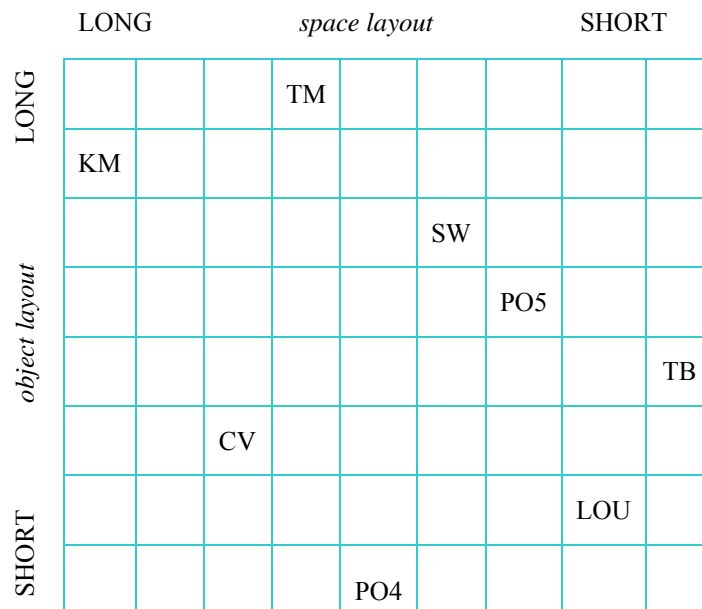 LONG space layout SHORT
LONG
TM
KM
SW
object layout
PO5
TB
CV
SHORT
LOU
PO4